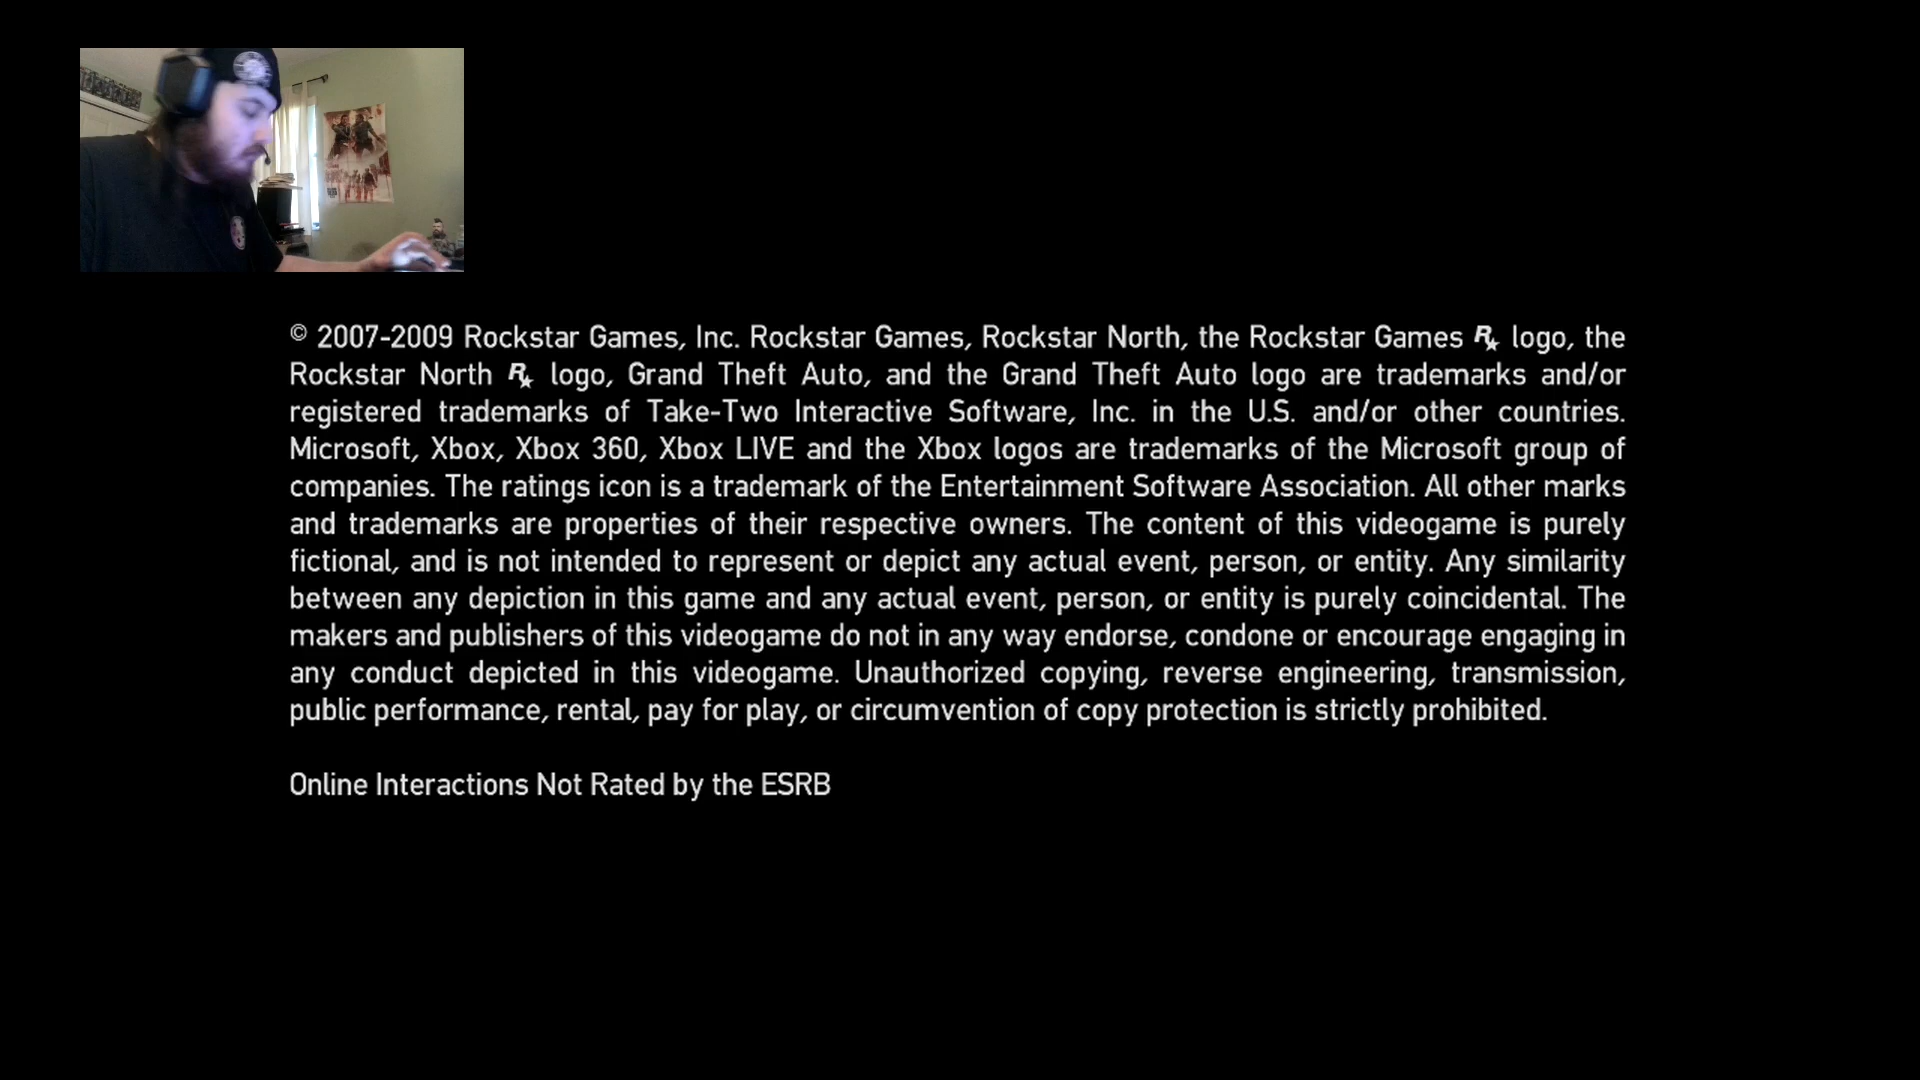 © 2007-2009 Rockstar Games, Inc. Rockstar Games, Rockstar North, the Rockstar Games R logo, the
Rockstar North R logo, Grand Theft Auto, and the Grand Theft Auto logo are trademarks and/or
registered trademarks of Take-Two Interactive Software, Inc. in the U.S. and/or other countries.
Microsoft, Xbox, Xbox 360, Xbox LIVE and the Xbox logos are trademarks of the Microsoft group of
companies. The ratings icon is a trademark of the Entertainment Software Association. All other marks
and trademarks are properties of their respective owners. The content of this videogame is purely
fictional, and is not intended to represent or depict any actual event, person, or entity. Any similarity
between any depiction in this game and any actual event, person, or entity is purely coincidental. The
makers and publishers of this videogame do not in any way endorse, condone or encourage engaging in
any conduct depicted in this videogame. Unauthorized copying, reverse engineering, transmission,
public performance, rental, pay for play, or circumvention of copy protection is strictly prohibited.
Online Interactions Not Rated by the ESRB